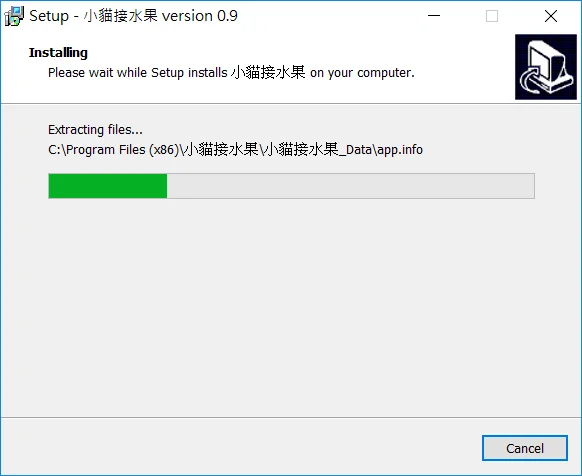 Setup - 小貓接水果 version 0.9
Installing
Please wait while Setup installs 小貓接水果 on your computer.
Extracting files...
C:\Program Files (x86)\小貓接水果\小貓接水果_Data\app.info
Cancel